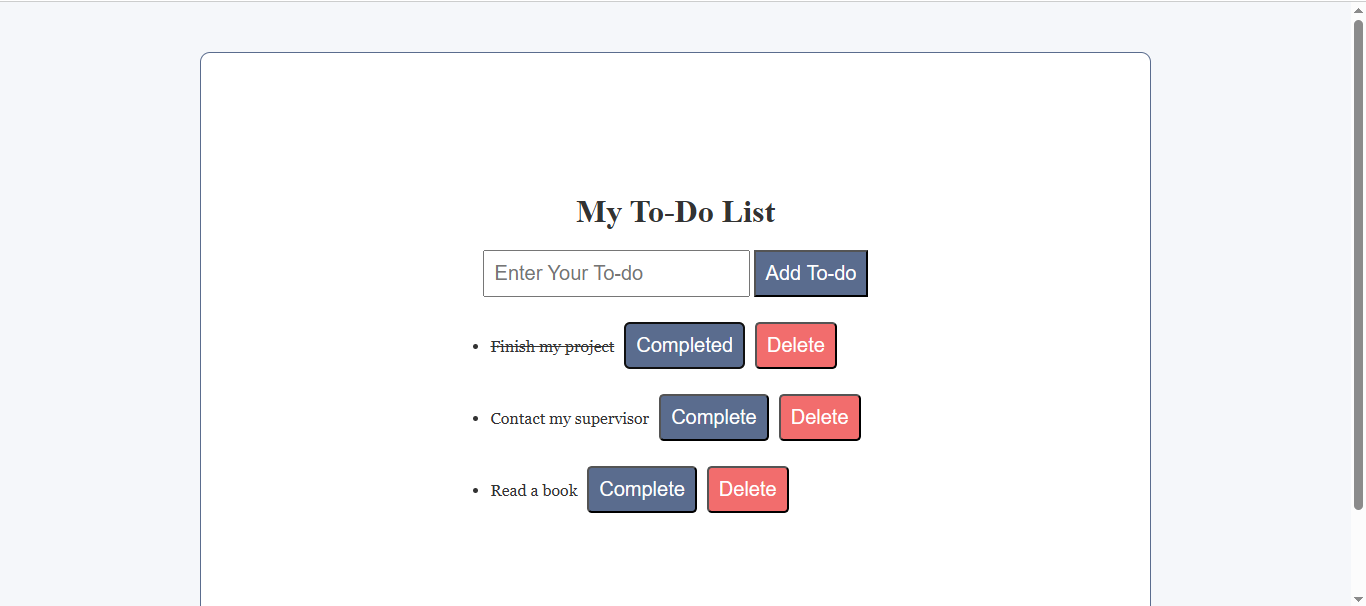 My To-Do List
Enter Your To-do Add To-do
Finish my project Completed Delete
Contact my supervisor Complete Delete
Read a book Complete Delete